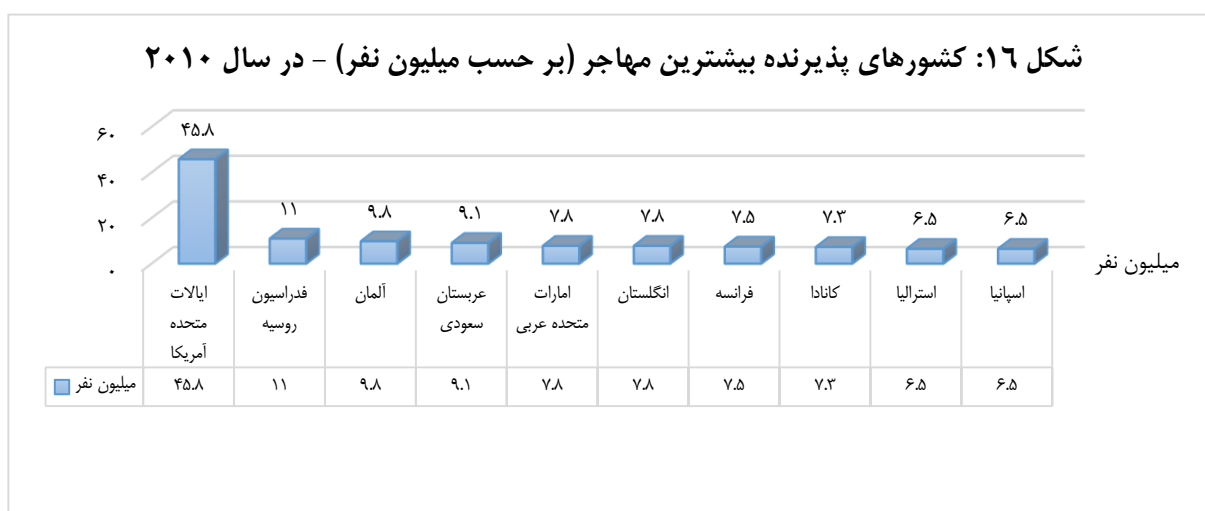 شکل ۱۶: کشورهای پذیرنده بیشترین مهاجر (بر حسب میلیون نفر) - در سال ۲۰۱۰
۶۰
۴۰
۲۰
۰
۴۵.۸
۱۱
۹.۸
۹.۱
۷.۸
۷.۸
۷.۵
۷.۳
۶.۵
۶.۵
میلیون نفر
ایالات
متحده
آمریکا
فدراسیون
روسیه
آلمان
عربستان
سعودی
امارات
متحده عربی
انگلستان
فرانسه
کانادا
استرالیا
اسپانیا
میلیون نفر ۴۵.۸ ۱۱ ۹.۸ ۹.۱ ۷.۸ ۷.۸ ۷.۵ ۷.۳ ۶.۵ ۶.۵